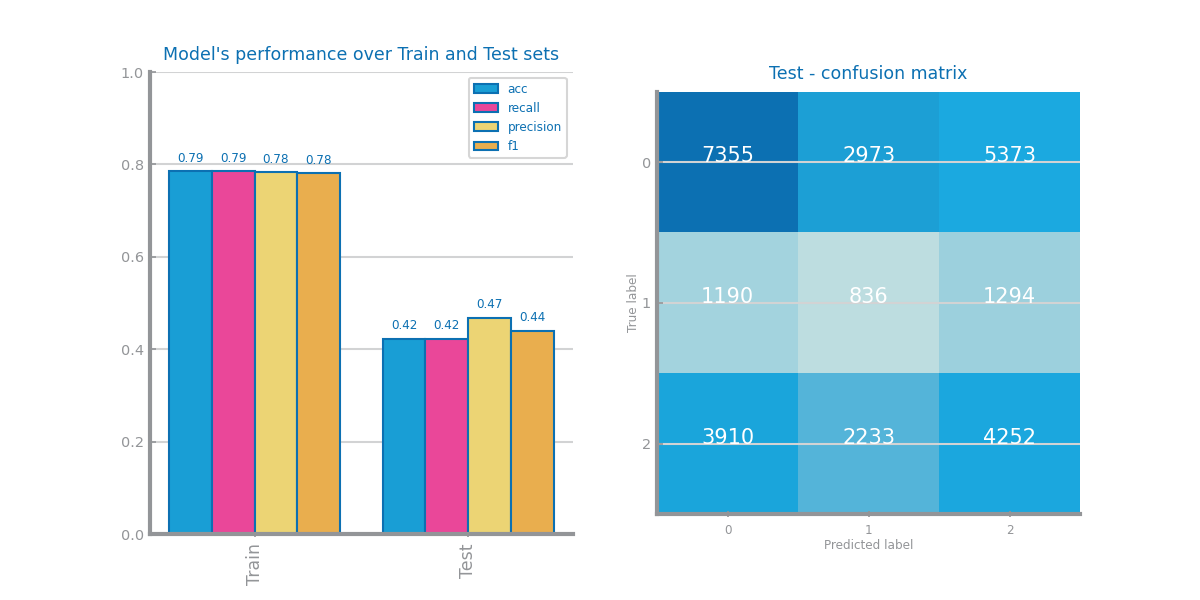 Model's performance over Train and Test sets
1.0
0.8
0.6
0.4
0.2
0.0
acc
recall
precision
f1
0.79 0.79 0.78 0.78
0.42 0.42 0.47 0.44
Train Test
Test - confusion matrix
True label
0 7355 2973 5373
1 1190 836 1294
2 3910 2233 4252
0 1 2
Predicted label